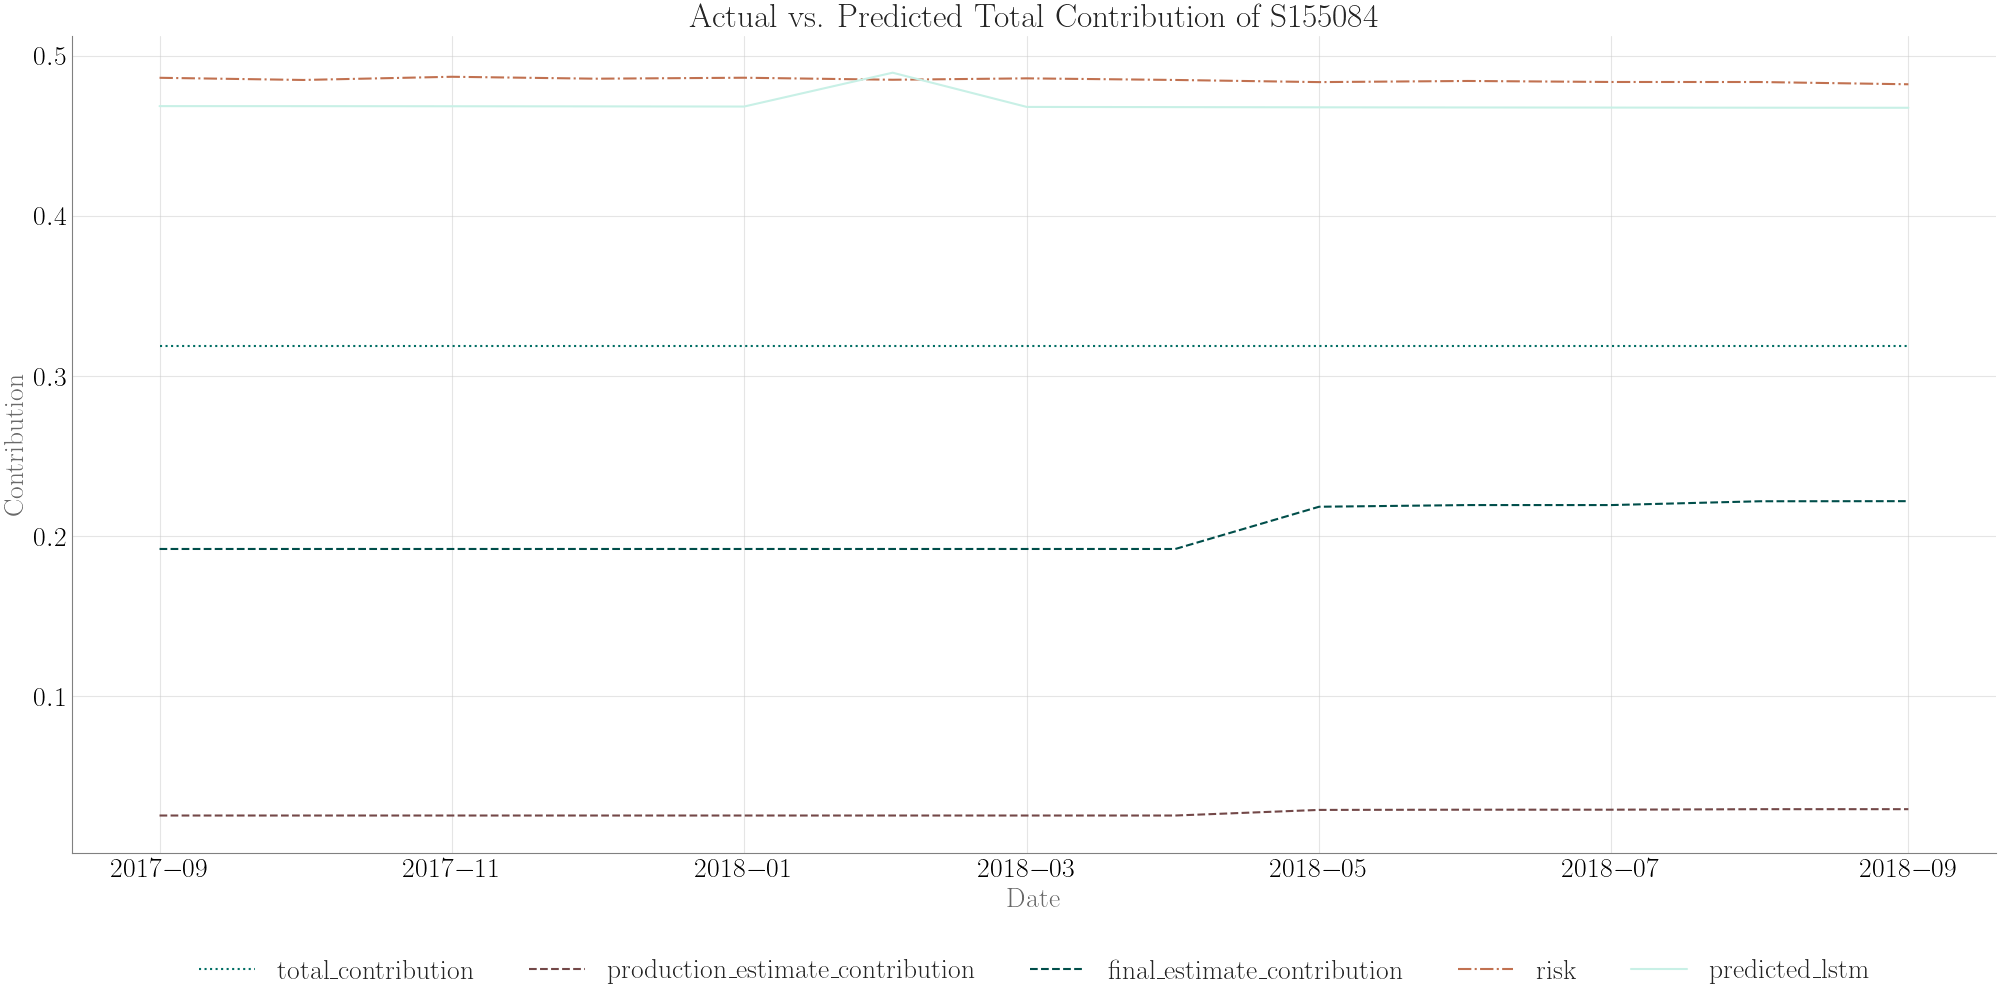 Actual vs. Predicted Total Contribution of S155084
0.5
0.4
0.3
0.2
0.1
Contribution
2017−09 2017−11 2018−01 2018−03 2018−05 2018−07 2018−09
Date
total_contribution production_estimate_contribution final_estimate_contribution risk predicted_lstm